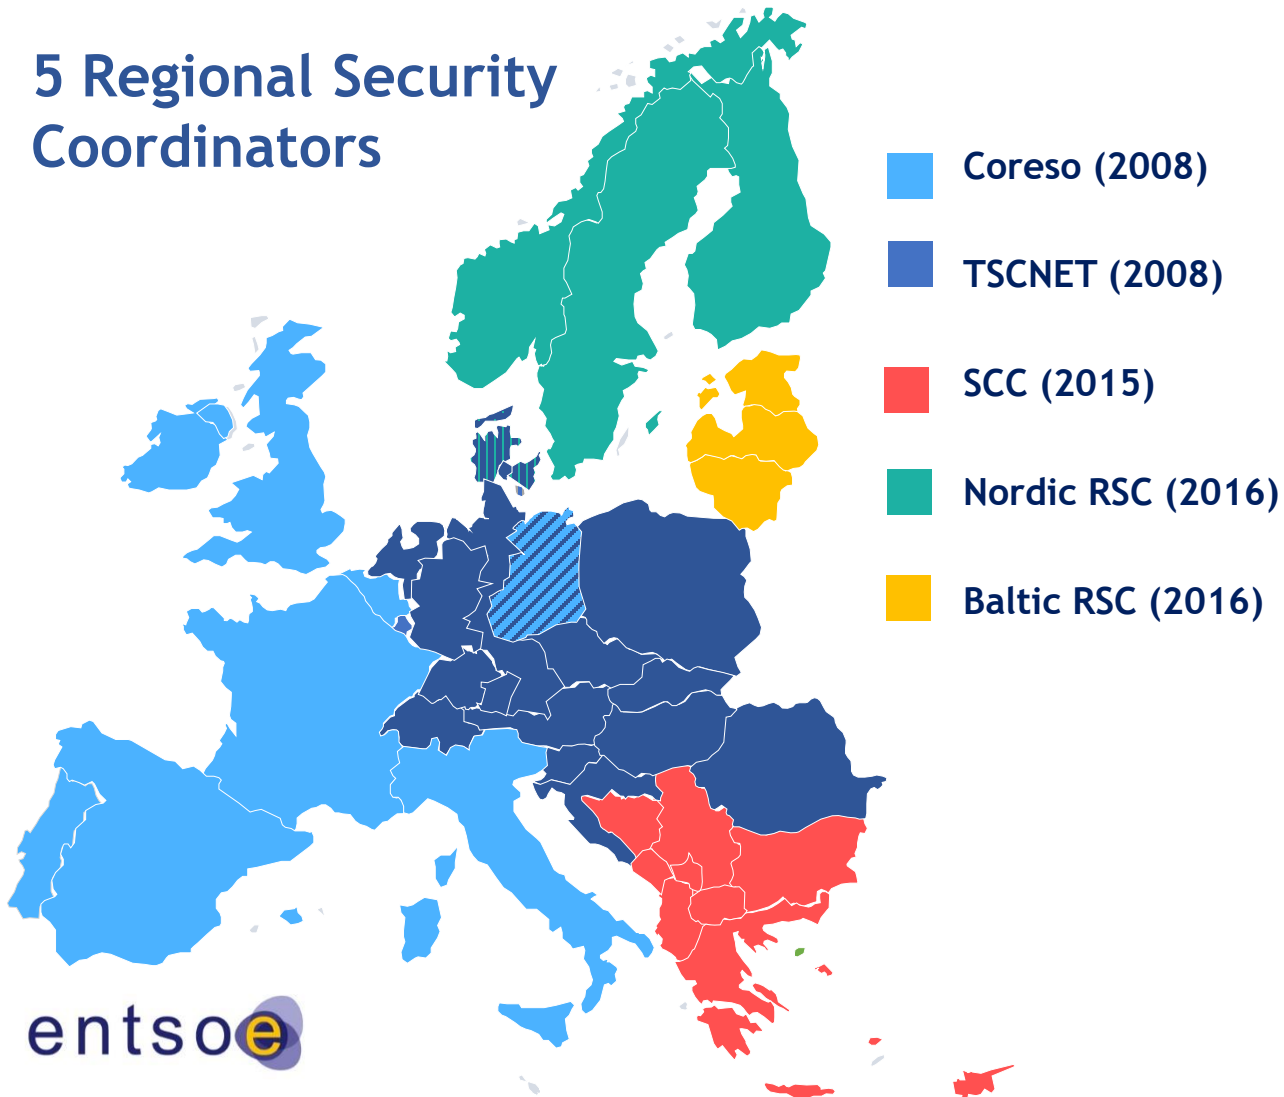 5 Regional Security
Coordinators
Coreso (2008)
TSCNET (2008)
SCC (2015)
Nordic RSC (2016)
Baltic RSC (2016)
entsoe